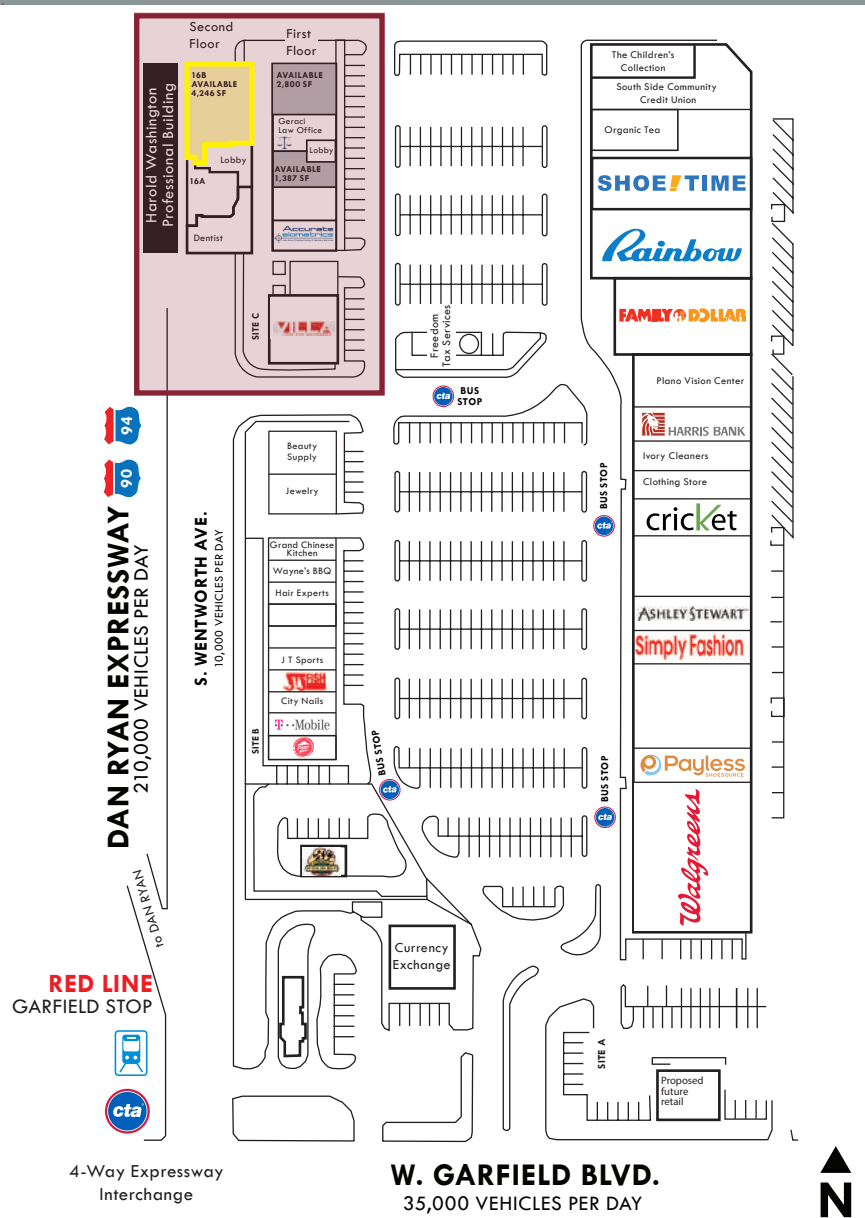 Second
Floor
First
Floor
Harold Washington
Professional Building
16B
AVAILABLE
4,246 SF
Lobby
16A
Dentist
AVAILABLE
2,800 SF
Geraci
Law Office
Lobby
AVAILABLE
1,387 SF
Accurate
Biometrics
SITE C
VILLA
The Children's
Collection
South Side Community
Credit Union
Organic Tea
SHOE!TIME
Rainbow
FAMILY DOLLAR
Freedom
Tax Services
cta
BUS
STOP
Plano Vision Center
HARRIS BANK
Ivory Cleaners
Clothing Store
cricket
BUS STOP
cta
ASHLEY STEWART
Simply Fashion
Payless
SHOESOURCE
BUS STOP
cta
Walgreens
94
90
DAN RYAN EXPRESSWAY
210,000 VEHICLES PER DAY
S. WENTWORTH AVE.
10,000 VEHICLES PER DAY
Beauty
Supply
Jewelry
Grand Chinese
Kitchen
Wayne's BBQ
Hair Experts
J T Sports
FISH
City Nails
T··Mobile
SITE B
BUS STOP
cta
to DAN RYAN
Currency
Exchange
RED LINE
GARFIELD STOP
cta
SITE A
Proposed
future
retail
4-Way Expressway
Interchange
W. GARFIELD BLVD.
35,000 VEHICLES PER DAY
N